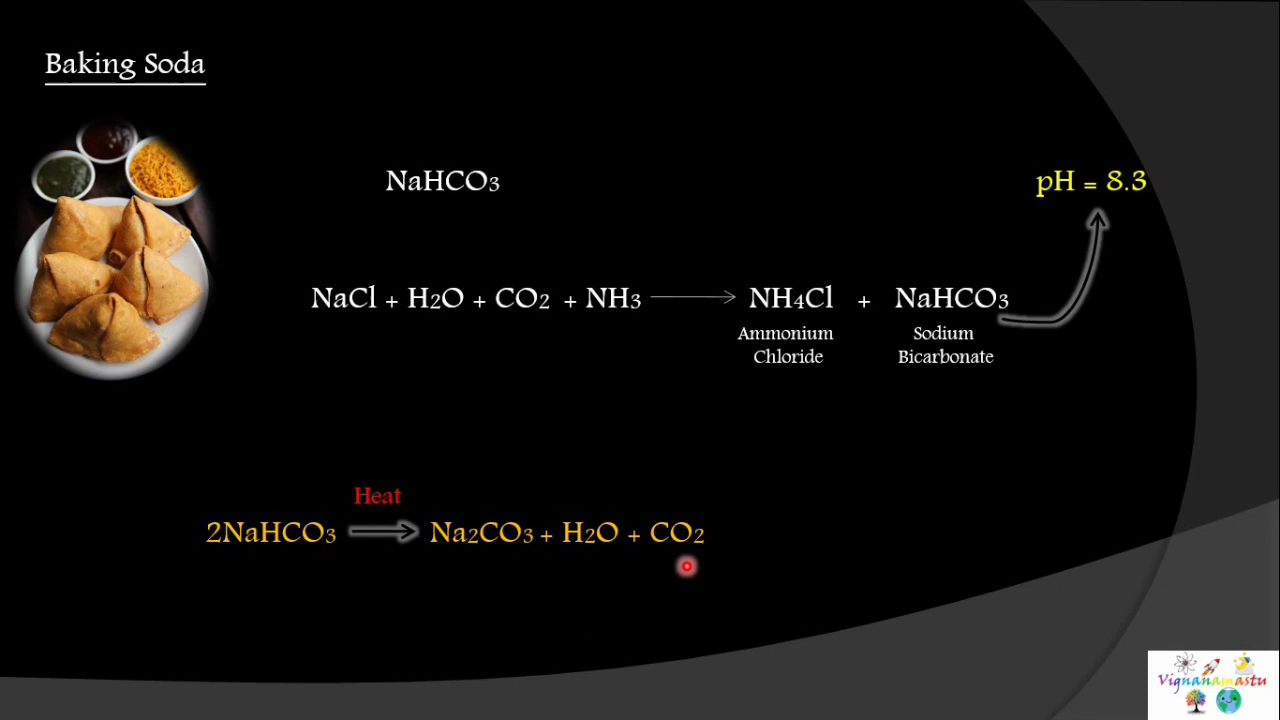 Baking Soda
NaHCO3
pH = 8.3
NaCl + H2O + CO2 + NH3 → NH4Cl + NaHCO3
Ammonium Chloride
Sodium Bicarbonate
Heat
2NaHCO3 → Na2CO3 + H2O + CO2
Vignanamastu